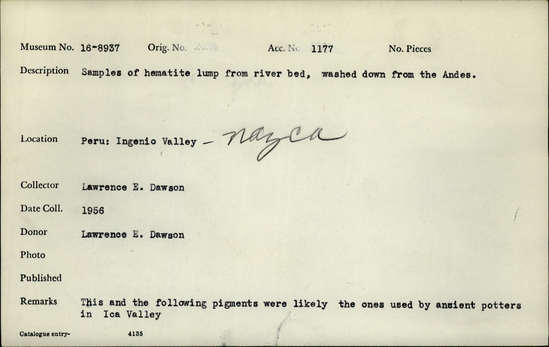 Museum No. 16-8937 Orig. No. Acc. No. 1177 No. Pieces
Description Samples of hematite lump from river bed, washed down from the Andes.
Location Peru: Ingenio Valley - nazca
Collector Lawrence E. Dawson
Date Coll. 1956
Donor Lawrence E. Dawson
Photo
Published
Remarks This and the following pigments were likely the ones used by ansient potters
in Ica Valley
Catalogue entry- 4135